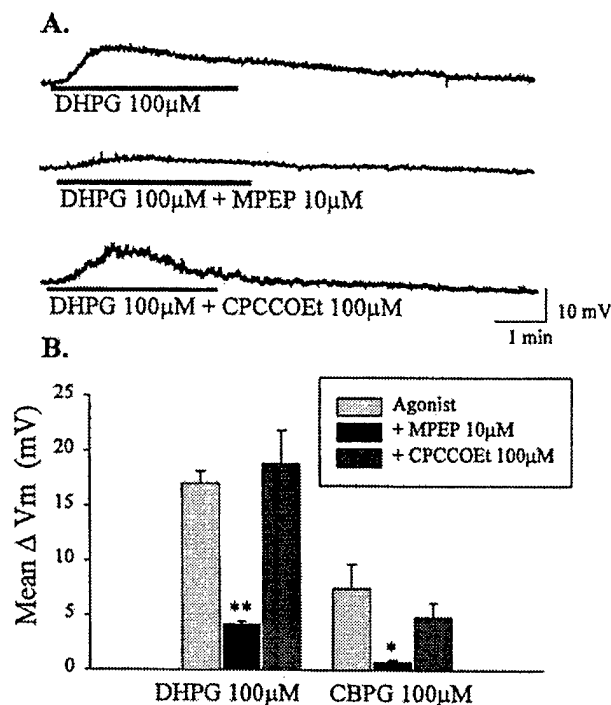 A.
DHPG 100µM
DHPG 100µM + MPEP 10µM
DHPG 100µM + CPCCOEt 100µM
10 mV
1 min
B.
25
20
15
10
5
0
Mean Δ Vm (mV)
Agonist
+ MPEP 10µM
+ CPCCOEt 100µM
**
*
DHPG 100µM
CBPG 100µM